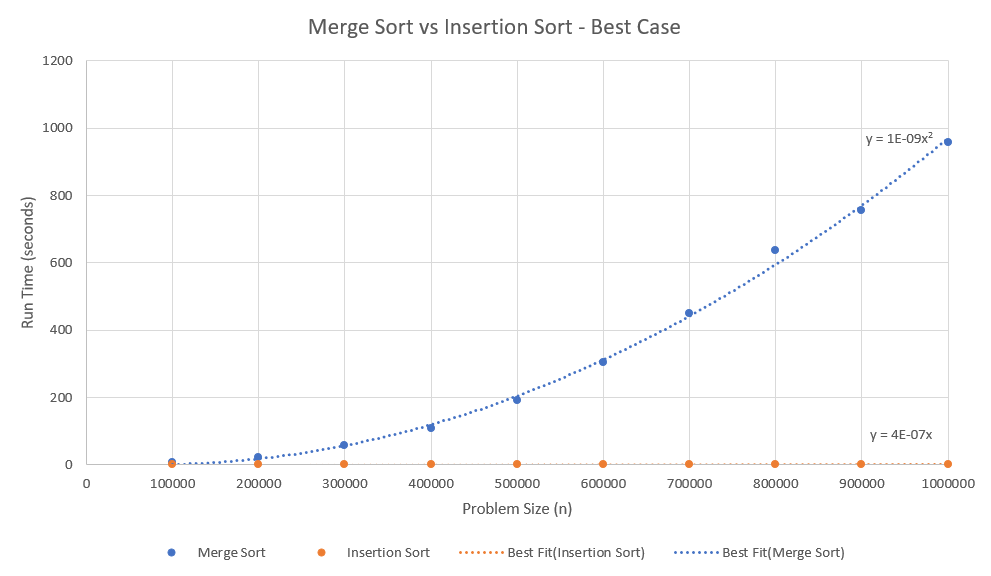 Merge Sort vs Insertion Sort - Best Case
1200
1000
800
600
400
200
0
Run Time (seconds)
y = 1E-09x²
y = 4E-07x
0 100000 200000 300000 400000 500000 600000 700000 800000 900000 1000000
Problem Size (n)
Merge Sort Insertion Sort Best Fit(Insertion Sort) Best Fit(Merge Sort)